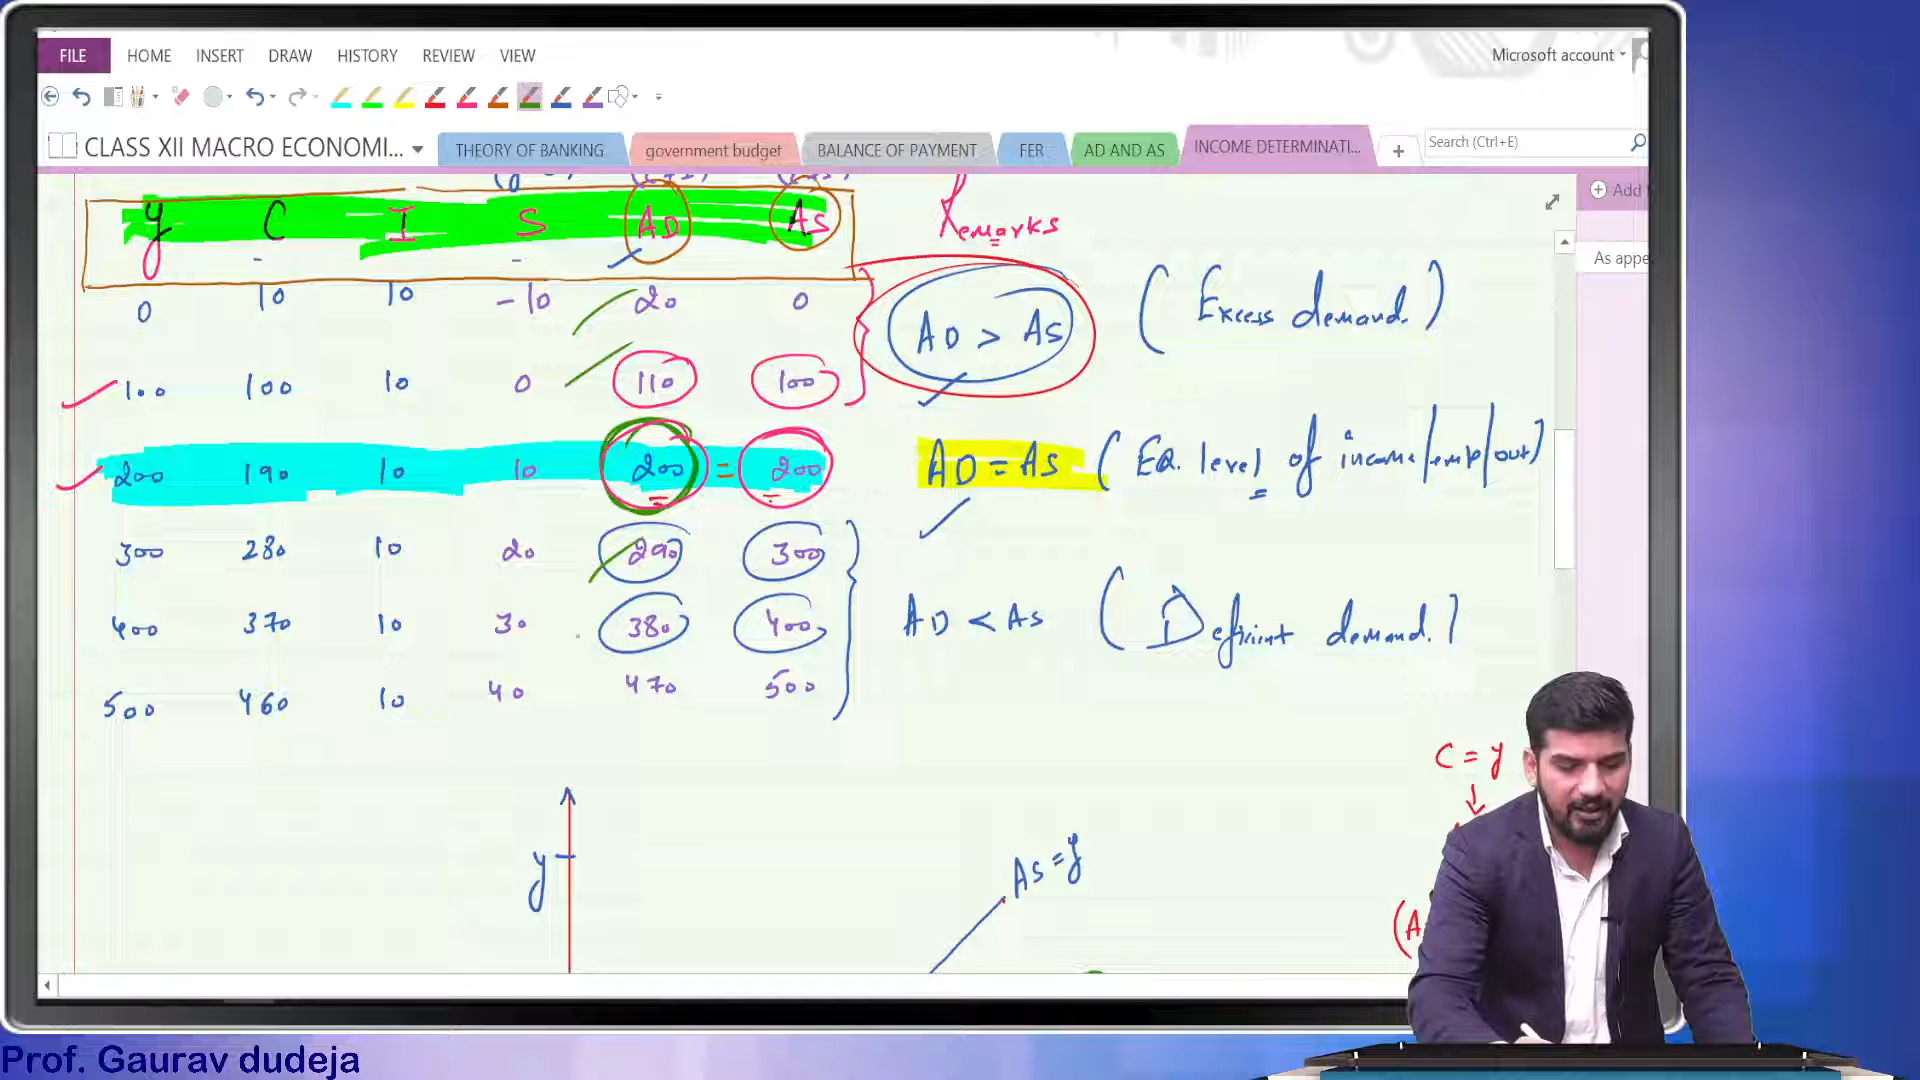 FILE HOME INSERT DRAW HISTORY REVIEW VIEW Microsoft account
CLASS XII MACRO ECONOMI... THEORY OF BANKING government budget BALANCE OF PAYMENT FER AD AND AS INCOME DETERMINATI... + Search (Ctrl+E)
Add
As appe
y C I S AD AS Remarks
0 10 10 -10 20 0 AD > AS (Excess demand.)
100 100 10 0 110 100
200 190 10 10 200 = 200 AD = AS (EQ. level of income/emp/out)
300 280 10 20 290 300
400 370 10 30 380 400 AD < AS (Deficient demand.)
500 460 10 40 470 500
C = y
y
AS = y
(A
Prof. Gaurav dudeja